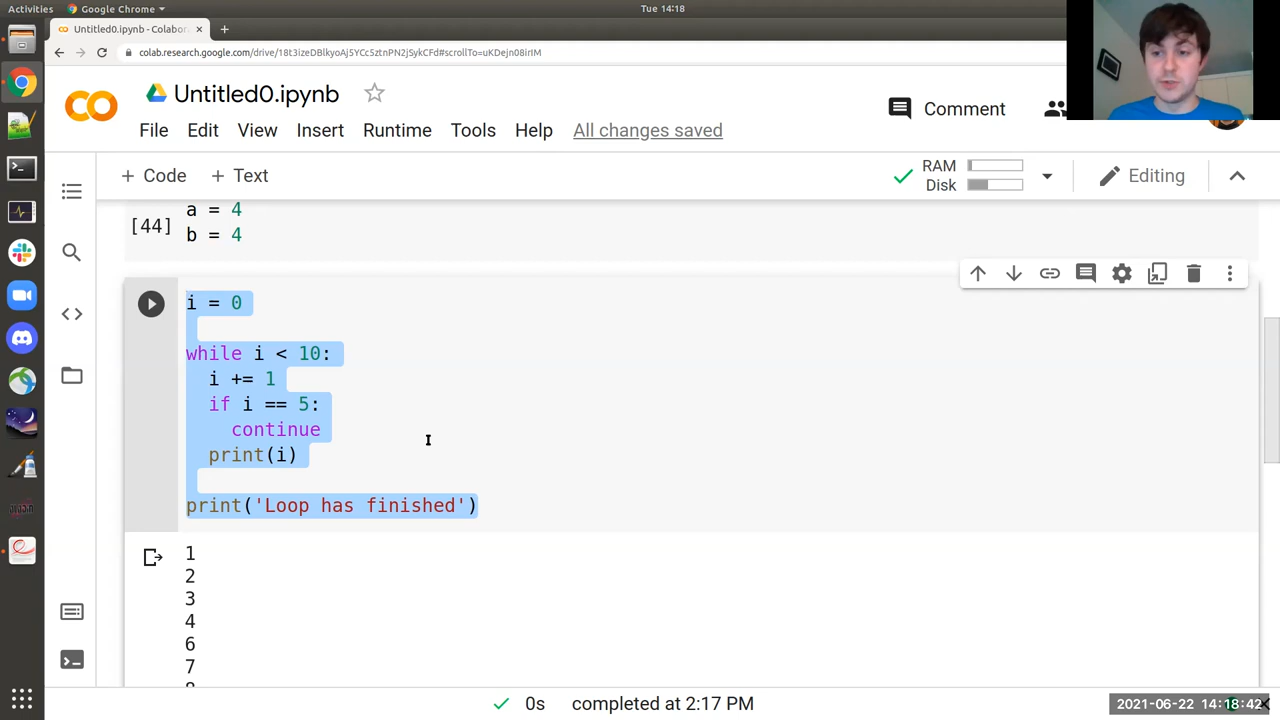 Activities
Google Chrome
Tue 14:18
Untitled0.ipynb - Colabora
colab.research.google.com/drive/18t3izeDBlkyoAj5YCc5ztnPN2jSykCFd#scrollTo=uKDejn08irIM
CO
Untitled0.ipynb
Comment
File Edit View Insert Runtime Tools Help All changes saved
+ Code + Text
RAM
Disk
Editing
a = 4
[44]
b = 4
i = 0
while i < 10:
i += 1
if i == 5:
continue
print(i)
print('Loop has finished')
1
2
3
4
6
7
0s completed at 2:17 PM
2021-06-22 14:18:42